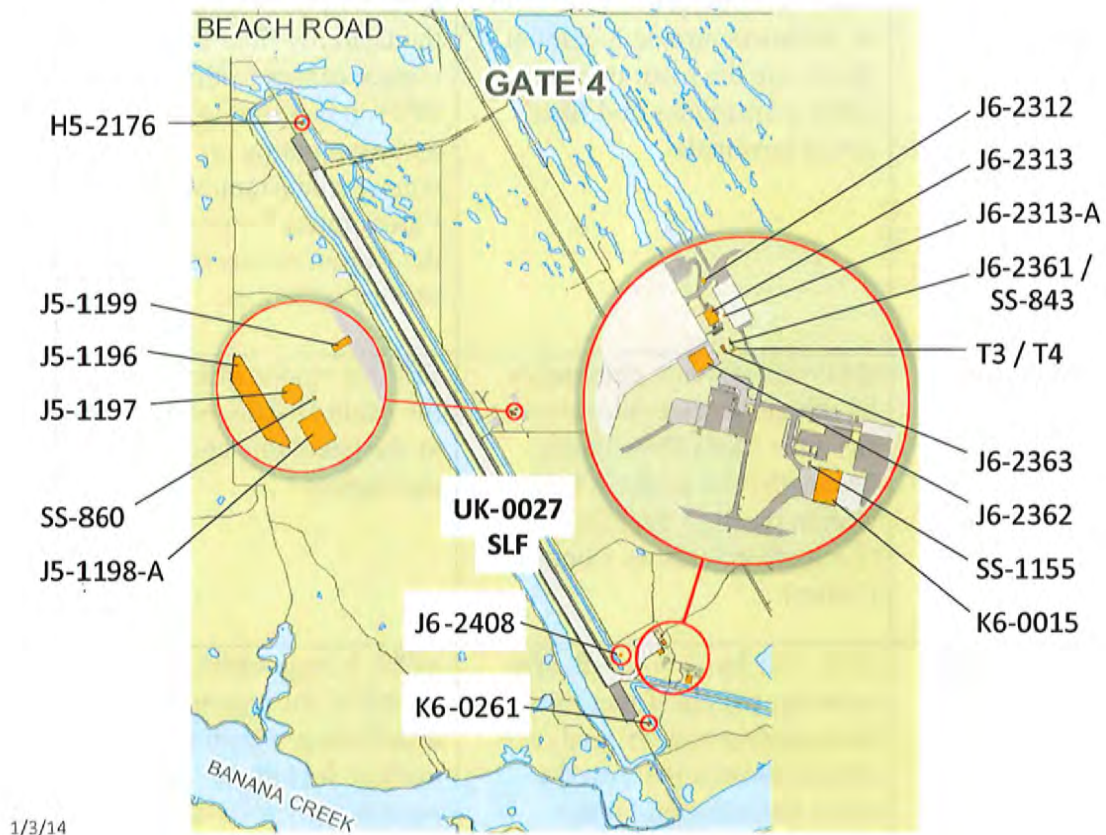 BEACH ROAD
GATE 4
H5-2176
J6-2312
J6-2313
J6-2313-A
J6-2361 /
SS-843
T3 / T4
J5-1199
J5-1196
J5-1197
SS-860
J5-1198-A
J6-2363
J6-2362
SS-1155
K6-0015
UK-0027
SLF
J6-2408
K6-0261
BANANA CREEK
1/3/14